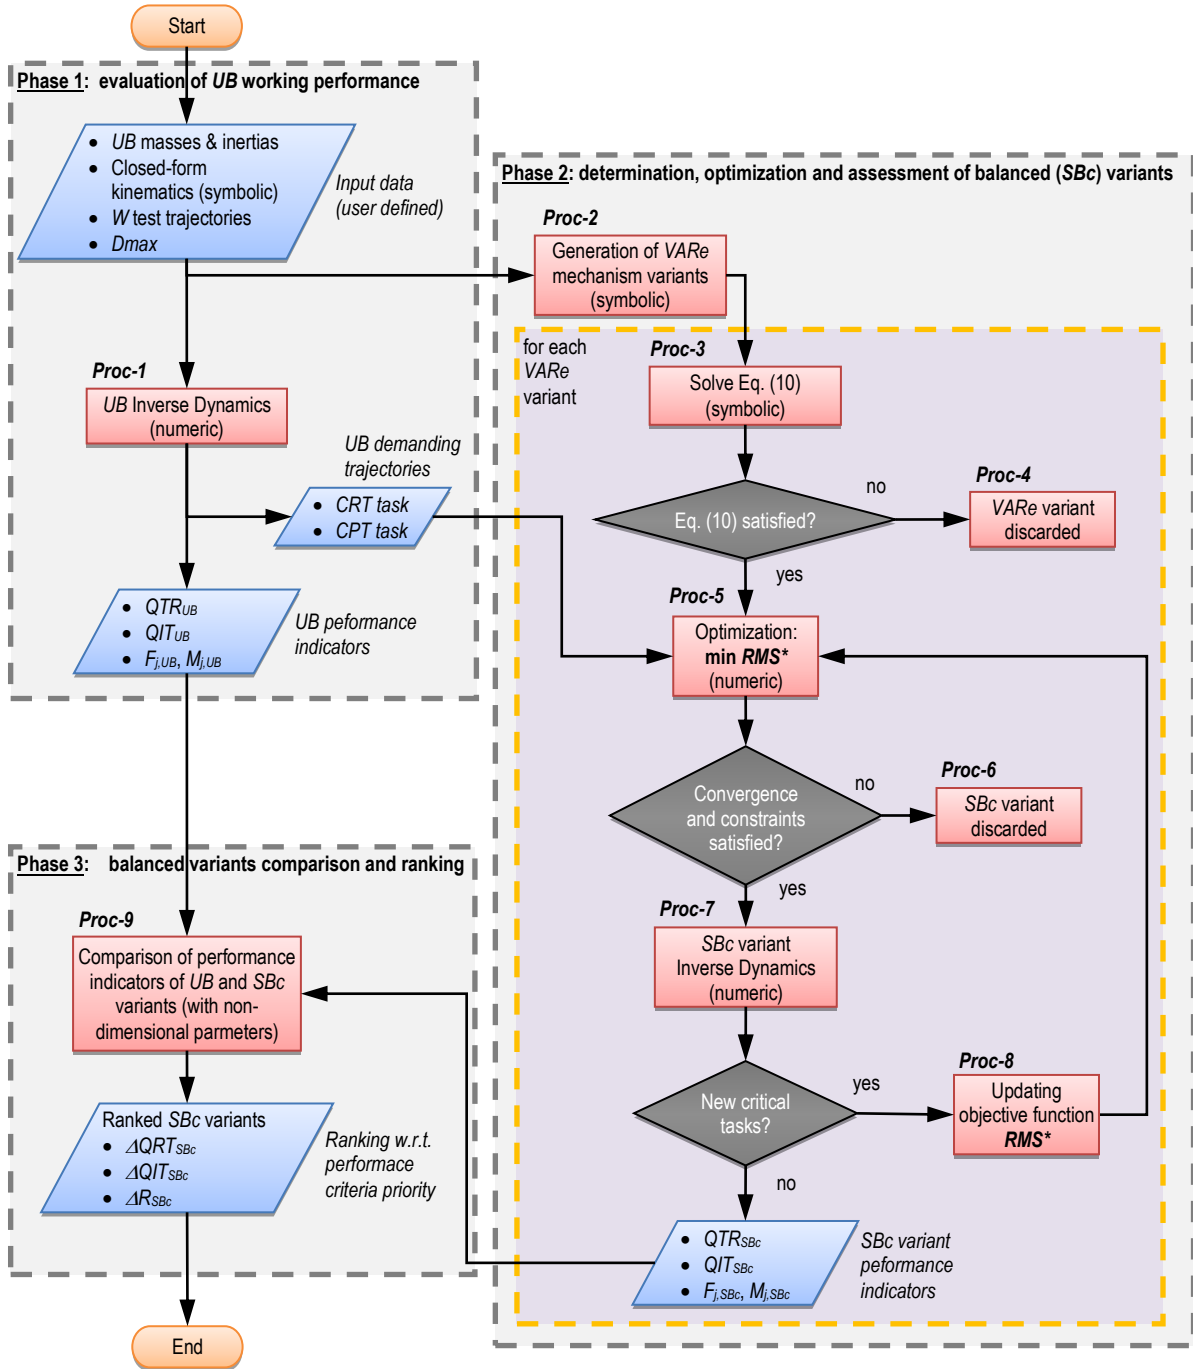 Start
Phase 1: evaluation of UB working performance
• UB masses & inertias
• Closed-form
kinematics (symbolic)
• W test trajectories
• Dmax
Input data
(user defined)
Proc-1
UB Inverse Dynamics
(numeric)
UB demanding
trajectories
• CRT task
• CPT task
• QTRUB
• QITUB
• Fj,UB, Mj,UB
UB peformance
indicators
Phase 2: determination, optimization and assessment of balanced (SBc) variants
Proc-2
Generation of VARe
mechanism variants
(symbolic)
for each
VARe
variant
Proc-3
Solve Eq. (10)
(symbolic)
Eq. (10) satisfied?
no
Proc-4
VARe variant
discarded
yes
Proc-5
Optimization:
min RMS*
(numeric)
Convergence
and constraints
satisfied?
no
Proc-6
SBc variant
discarded
yes
Proc-7
SBc variant
Inverse Dynamics
(numeric)
New critical
tasks?
yes
Proc-8
Updating
objective function
RMS*
no
• QTRSBc
• QITSBc
• Fj,SBc, Mj,SBc
SBc variant
peformance
indicators
Phase 3: balanced variants comparison and ranking
Proc-9
Comparison of performance
indicators of UB and SBc
variants (with non-
dimensional parmeters)
Ranked SBc variants
• ΔQRTSBc
• ΔQITSBc
• ΔRSBc
Ranking w.r.t.
performace
criteria priority
End